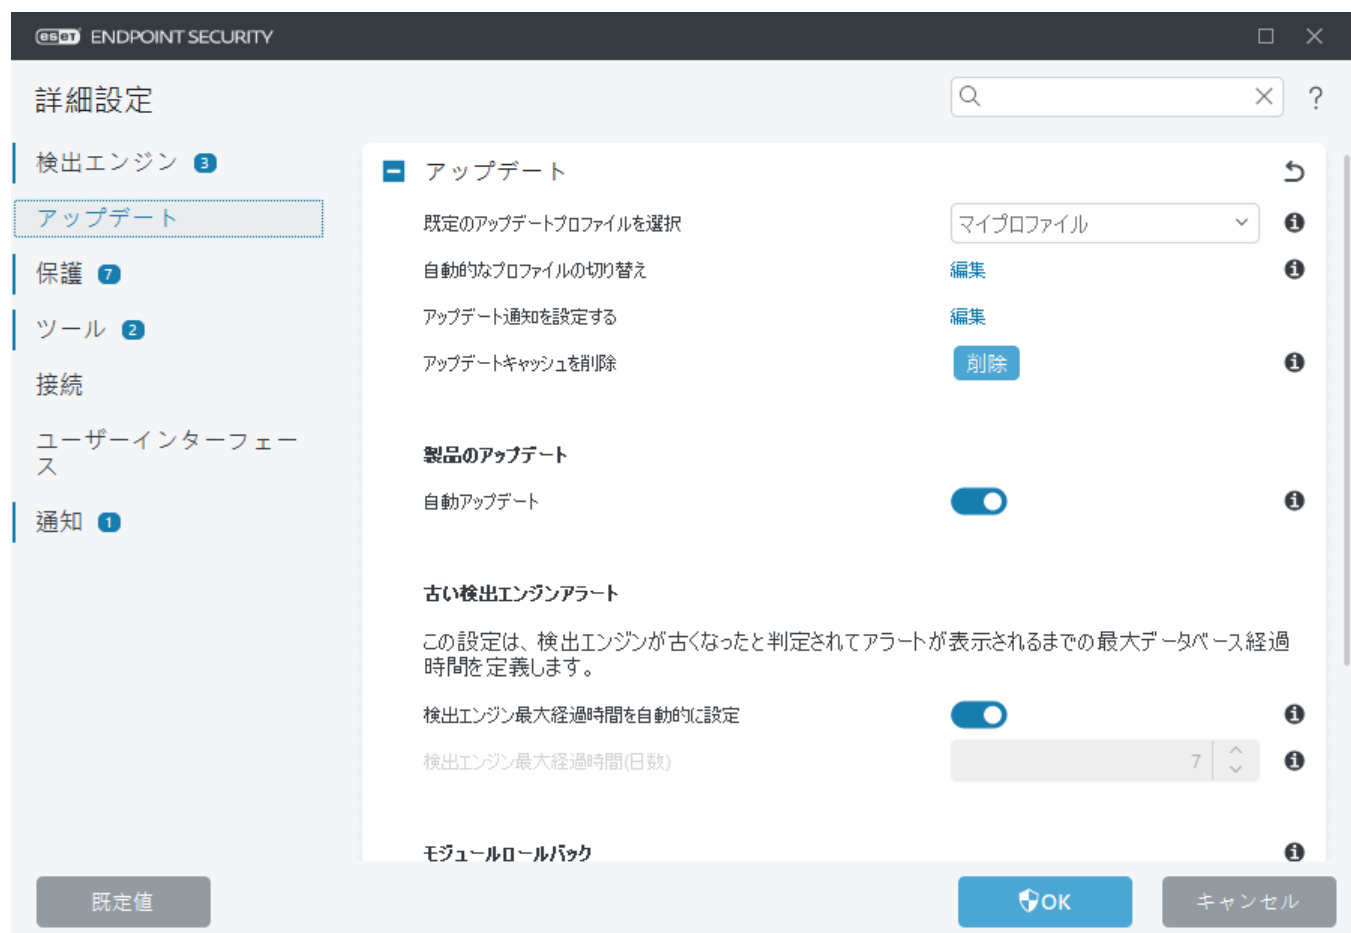 eset ENDPOINT SECURITY
詳細設定
?
検出エンジン 3
アップデート
保護 7
ツール 2
接続
ユーザーインターフェー
ス
通知 1
アップデート
既定のアップデートプロファイルを選択 マイプロファイル
自動的なプロファイルの切り替え 編集
アップデート通知を設定する 編集
アップデートキャッシュを削除 削除
製品のアップデート
自動アップデート
古い検出エンジンアラート
この設定は、検出エンジンが古くなったと判定されてアラートが表示されるまでの最大データベース経過
時間を定義します。
検出エンジン最大経過時間を自動的に設定
検出エンジン最大経過時間(日数) 7
モジュールロールバック
既定値 OK キャンセル